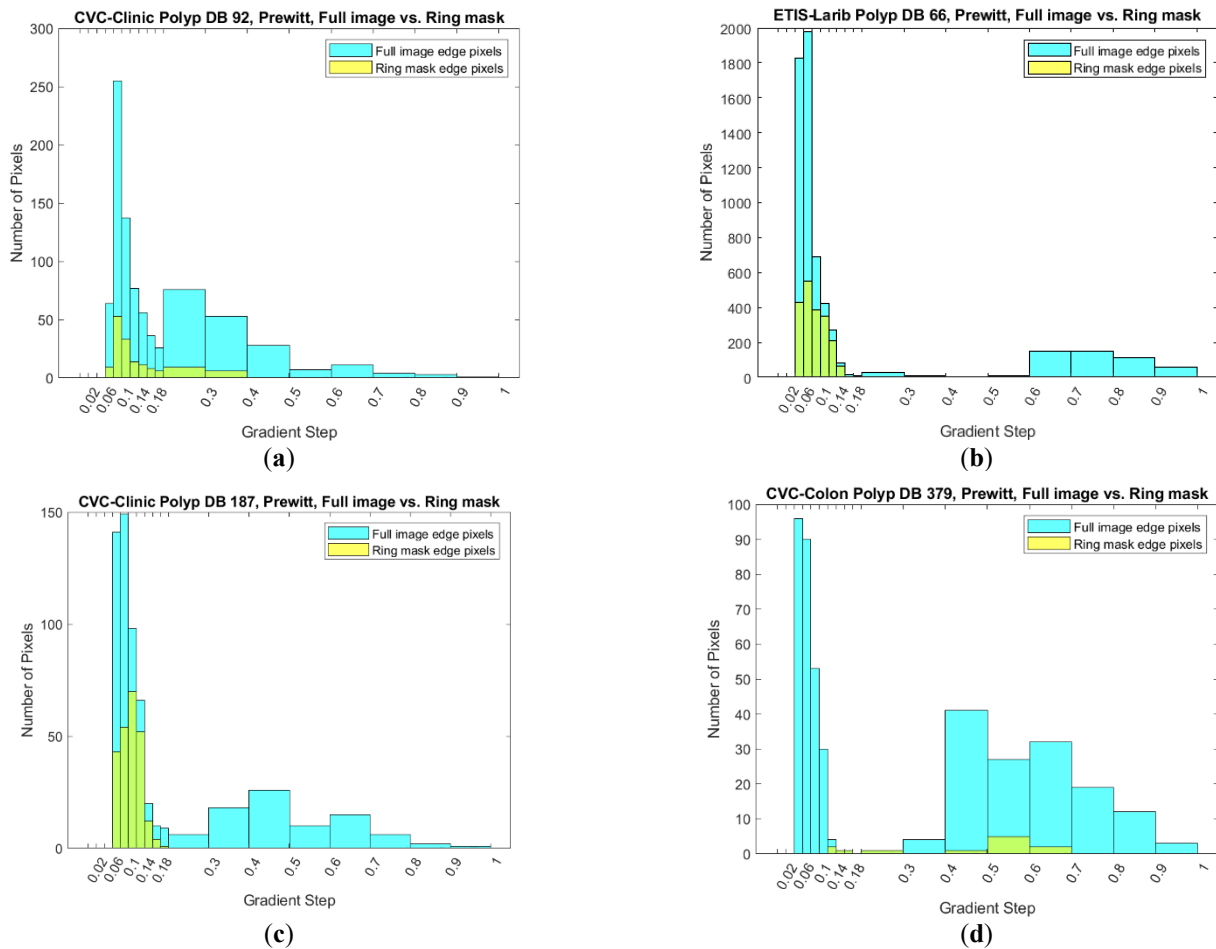 CVC-Clinic Polyp DB 92, Prewitt, Full image vs. Ring mask
300
250
200
150
100
50
0
Number of Pixels
Full image edge pixels
Ring mask edge pixels
0.02 0.06 0.1 0.14 0.18 0.3 0.4 0.5 0.6 0.7 0.8 0.9 1
Gradient Step
(a)
ETIS-Larib Polyp DB 66, Prewitt, Full image vs. Ring mask
2000
1800
1600
1400
1200
1000
800
600
400
200
0
Number of Pixels
Full image edge pixels
Ring mask edge pixels
0.02 0.06 0.1 0.14 0.18 0.3 0.4 0.5 0.6 0.7 0.8 0.9 1
Gradient Step
(b)
CVC-Clinic Polyp DB 187, Prewitt, Full image vs. Ring mask
150
100
50
0
Number of Pixels
Full image edge pixels
Ring mask edge pixels
0.02 0.06 0.1 0.14 0.18 0.3 0.4 0.5 0.6 0.7 0.8 0.9 1
Gradient Step
(c)
CVC-Colon Polyp DB 379, Prewitt, Full image vs. Ring mask
100
90
80
70
60
50
40
30
20
10
0
Number of Pixels
Full image edge pixels
Ring mask edge pixels
0.02 0.06 0.1 0.14 0.18 0.3 0.4 0.5 0.6 0.7 0.8 0.9 1
Gradient Step
(d)